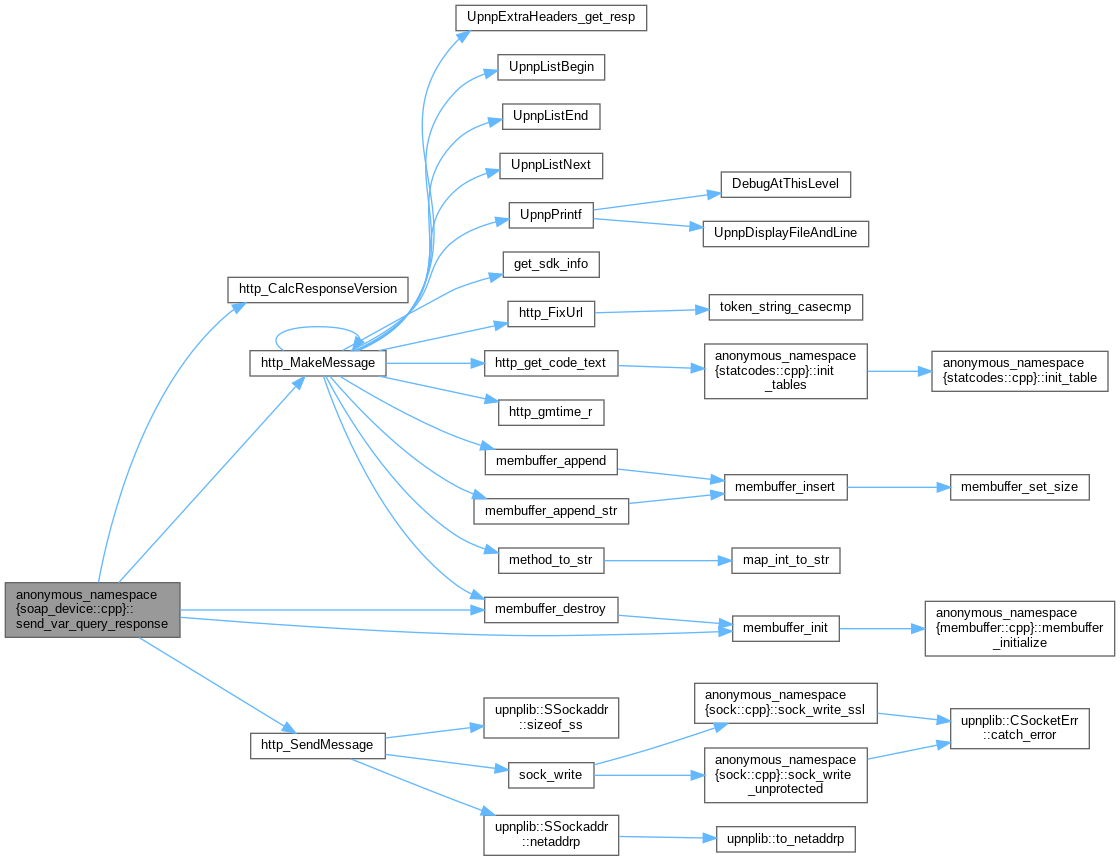 UpnpExtraHeaders_get_resp
UpnpListBegin
UpnpListEnd
UpnpListNext
DebugAtThisLevel
UpnpPrintf
UpnpDisplayFileAndLine
get_sdk_info
http_CalcResponseVersion
token_string_casecmp
http_FixUrl
http_MakeMessage
http_get_code_text
anonymous_namespace
{statcodes::cpp}::init
_tables
anonymous_namespace
{statcodes::cpp}::init_table
http_gmtime_r
membuffer_append
membuffer_insert
membuffer_set_size
membuffer_append_str
method_to_str
map_int_to_str
anonymous_namespace
{soap_device::cpp}::
send_var_query_response
membuffer_destroy
membuffer_init
anonymous_namespace
{membuffer::cpp}::membuffer
_initialize
anonymous_namespace
{sock::cpp}::sock_write_ssl
upnplib::SSockaddr
::sizeof_ss
upnplib::CSocketErr
::catch_error
http_SendMessage
sock_write
anonymous_namespace
{sock::cpp}::sock_write
_unprotected
upnplib::SSockaddr
::netaddrp
upnplib::to_netaddrp